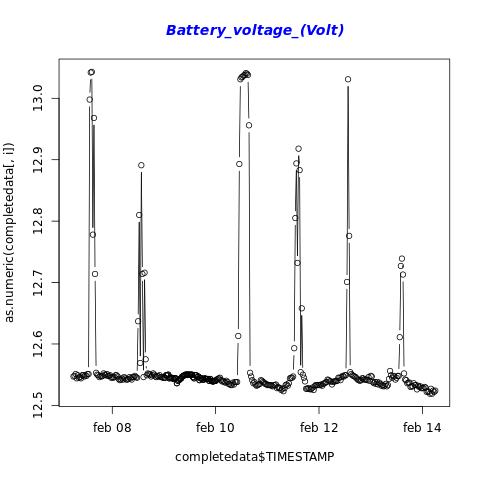 Battery_voltage_(Volt)
as.numeric(completedata[, i])
13.0
12.9
12.8
12.7
12.6
12.5
feb 08
feb 10
feb 12
feb 14
completedata$TIMESTAMP